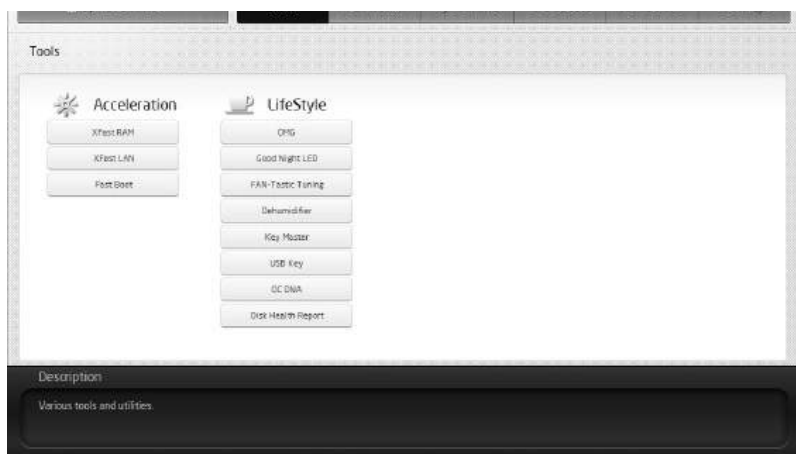 Tools
Acceleration
XFast RAM
XFast LAN
Fast Boot
LifeStyle
OMG
Good Night LED
FAN-Tastic Tuning
Dehumidifier
Key Master
USB Key
OC DNA
Disk Health Report
Description
Various tools and utilities.